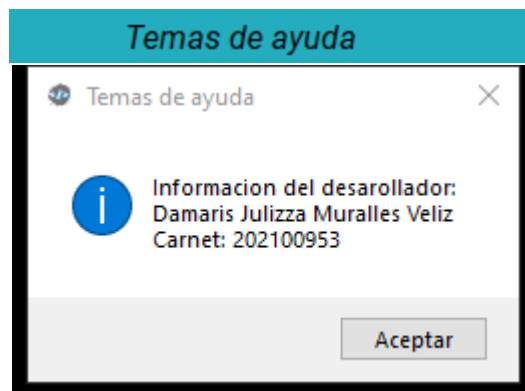 Temas de ayuda
Temas de ayuda
Informacion del desarollador:
Damaris Julizza Muralles Veliz
Carnet: 202100953
Aceptar